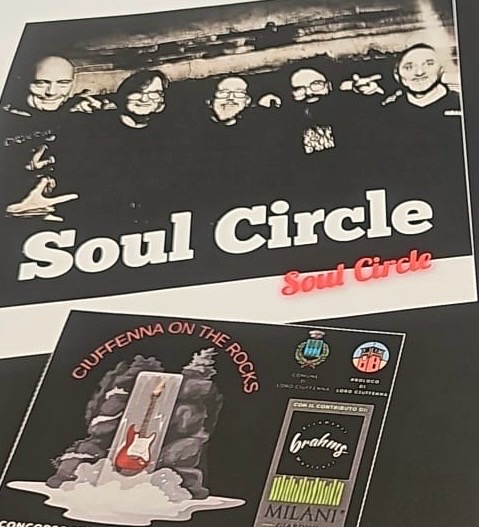 Soul Circle
Soul Circle
CIUFFENNA ON THE ROCKS
COMUNE
DI
LORO CIUFFENNA
PROLOCO
DI
LORO CIUFFENNA
CON IL CONTRIBUTO DI:
brahms
MILANI